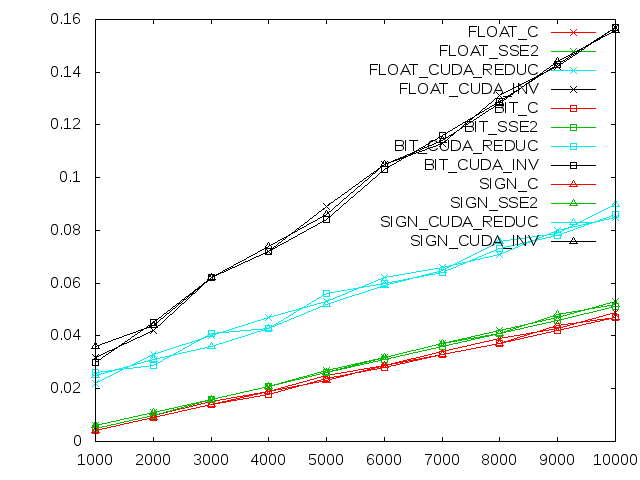 0.16
0.14
0.12
0.1
0.08
0.06
0.04
0.02
0
1000 2000 3000 4000 5000 6000 7000 8000 9000 10000
FLOAT_C
FLOAT_SSE2
FLOAT_CUDA_REDUC
FLOAT_CUDA_INV
BIT_C
BIT_SSE2
BIT_CUDA_REDUC
BIT_CUDA_INV
SIGN_C
SIGN_SSE2
SIGN_CUDA_REDUC
SIGN_CUDA_INV